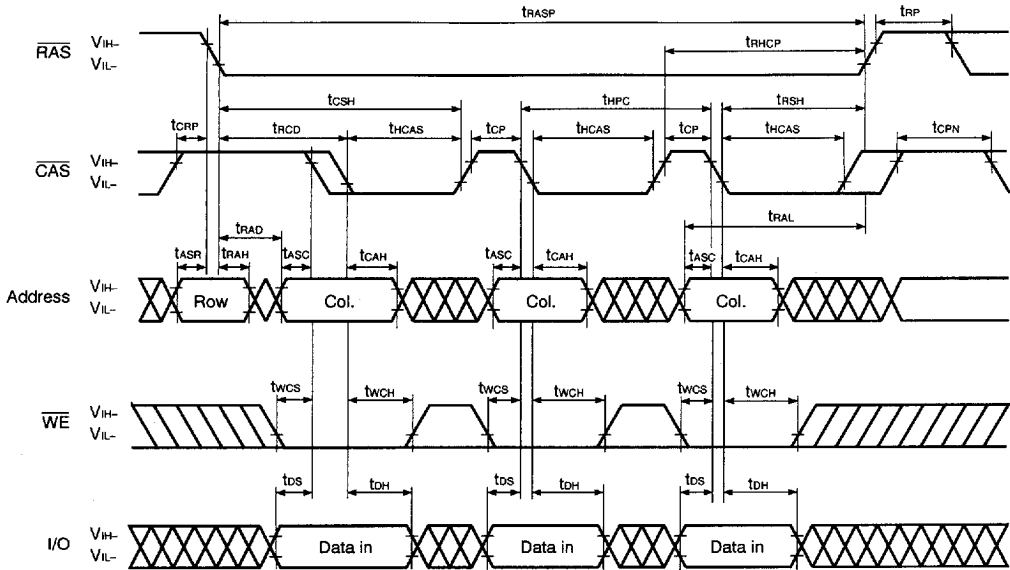 tRASP tRP
RAS VIH– VIL–
tRHCP
tCSH tHPC tRSH
tCRP tRCD tHCAS tCP tHCAS tCP tHCAS tCPN
CAS VIH– VIL–
tRAD tRAL
tASR tRAH tASC tCAH tASC tCAH tASC tCAH
Address VIH– VIL– Row Col. Col. Col.
tWCS tWCH tWCS tWCH tWCS tWCH
WE VIH– VIL–
tDS tDH tDS tDH tDS tDH
I/O VIH– VIL– Data in Data in Data in